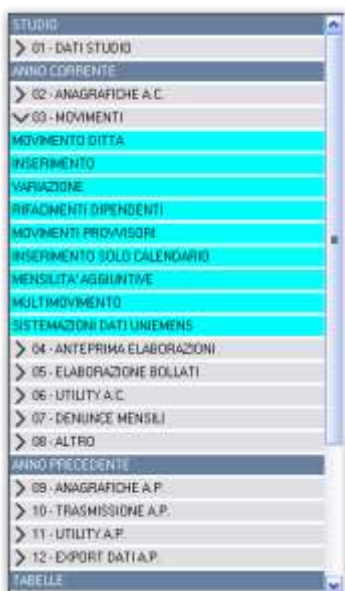 STUDIO
01 - DATI STUDIO
ANNO CORRENTE
02 - ANAGRAFICHE A.C.
03 - MOVIMENTI
MOVIMENTO DITTA
INSERIMENTO
VARIAZIONE
RIFACIMENTI DIPENDENTI
MOVIMENTI PROVVISORI
INSERIMENTO SOLO CALENDARIO
MENSILITA' AGGIUNTIVE
MULTIMOVIMENTO
SISTEMAZIONI DATI UNIEMENS
04 - ANTEPRIMA ELABORAZIONI
05 - ELABORAZIONE BOLLATI
06 - UTILITY A.C.
07 - DENUNCE MENSILI
08 - ALTRO
ANNO PRECEDENTE
09 - ANAGRAFICHE A.P.
10 - TRASMISSIONE A.P.
11 - UTILITY A.P.
12 - EXPORT DATI A.P.
TABELLE